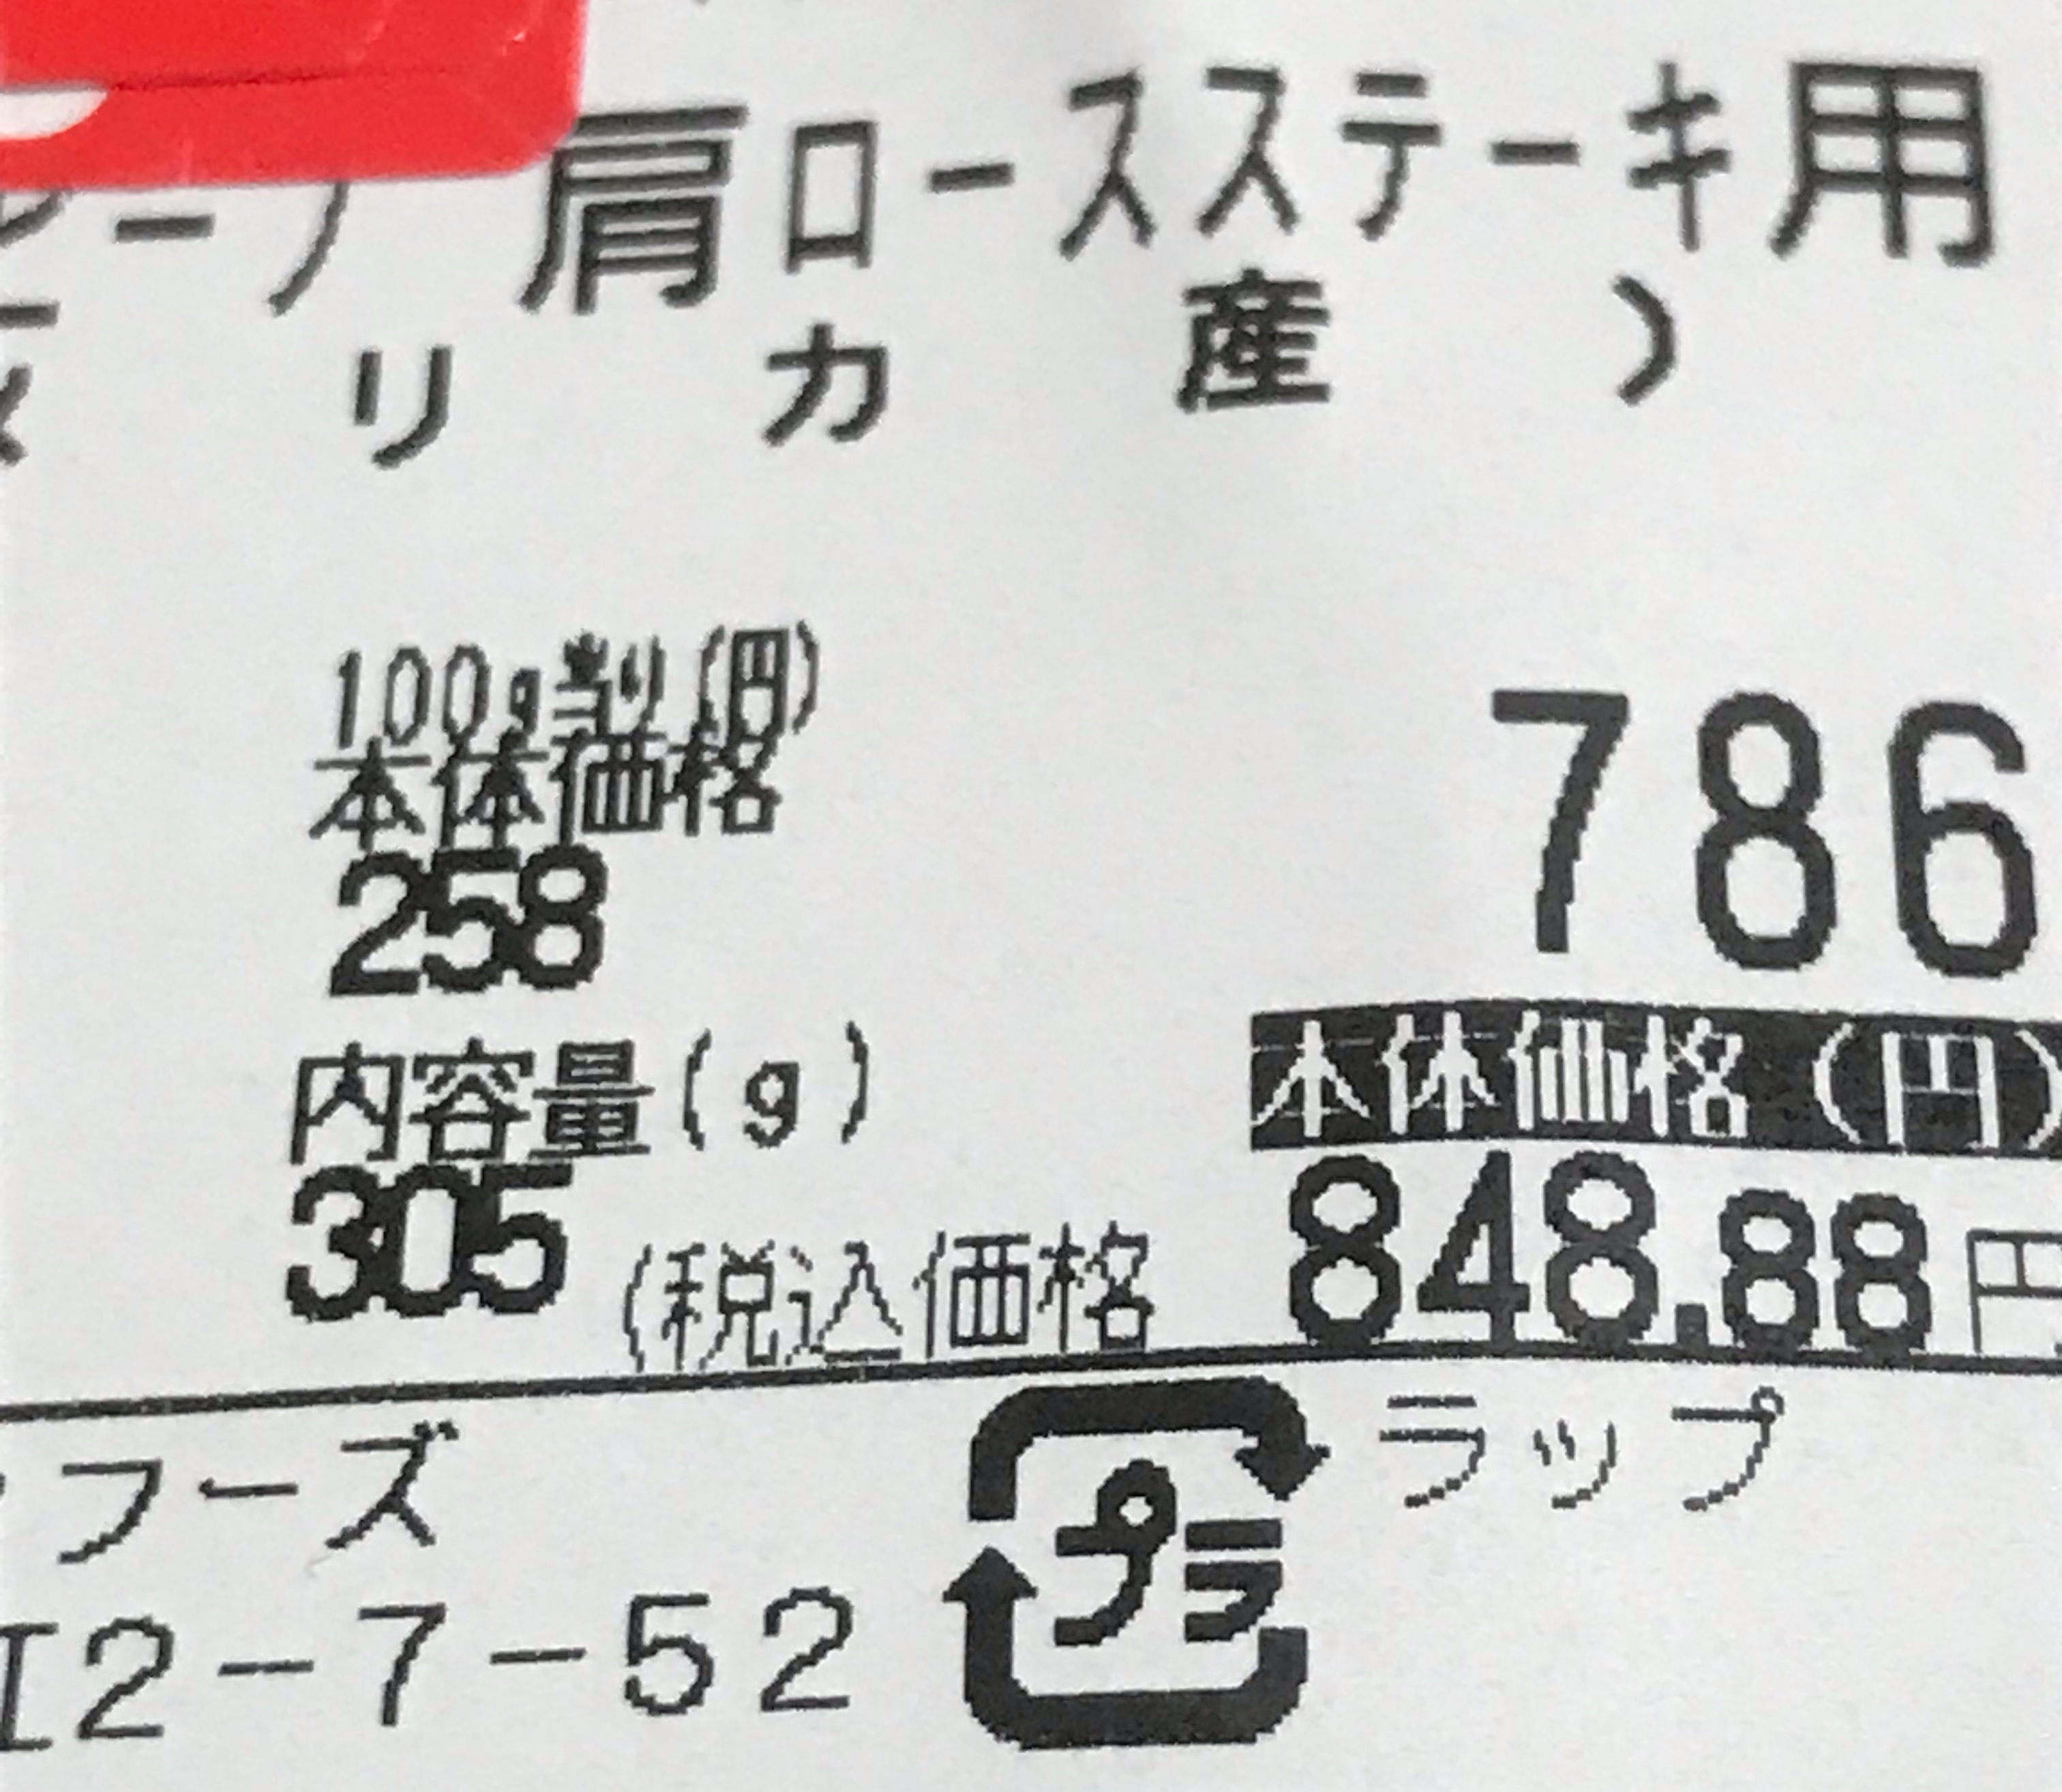 肩ローススステーキ用
リカ産)
100g当り(円)
本体価格
258
786
内容量(g)
本体価格(円)
305
(税込価格 848.88円
フーズ
プラ ラップ
2-7-52